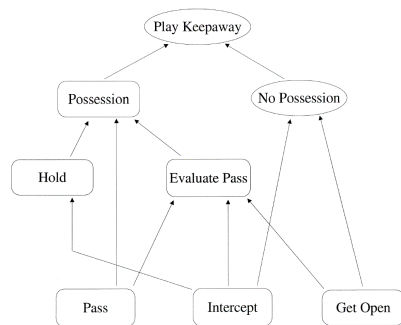 Play Keepaway
Possession
No Possession
Hold
Evaluate Pass
Pass
Intercept
Get Open